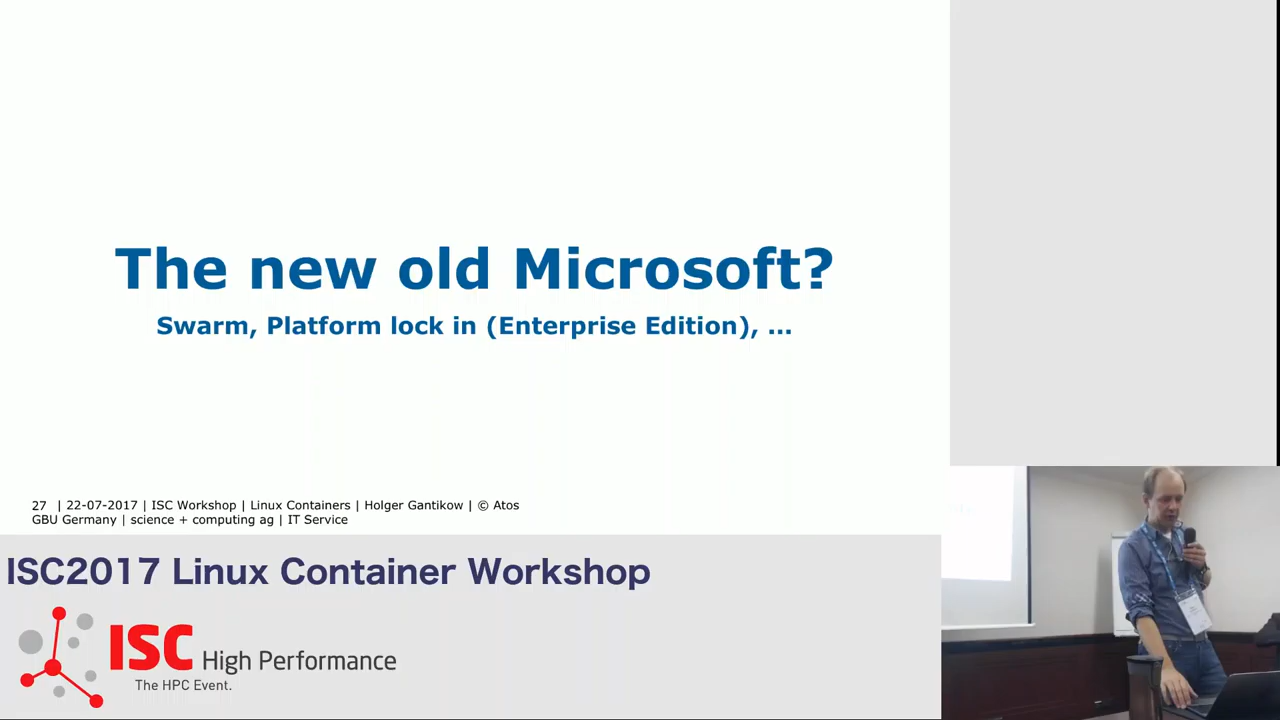 The new old Microsoft?
Swarm, Platform lock in (Enterprise Edition), ...
27 | 22-07-2017 | ISC Workshop | Linux Containers | Holger Gantikow | © Atos
GBU Germany | science + computing ag | IT Service
ISC2017 Linux Container Workshop
ISC High Performance
The HPC Event.